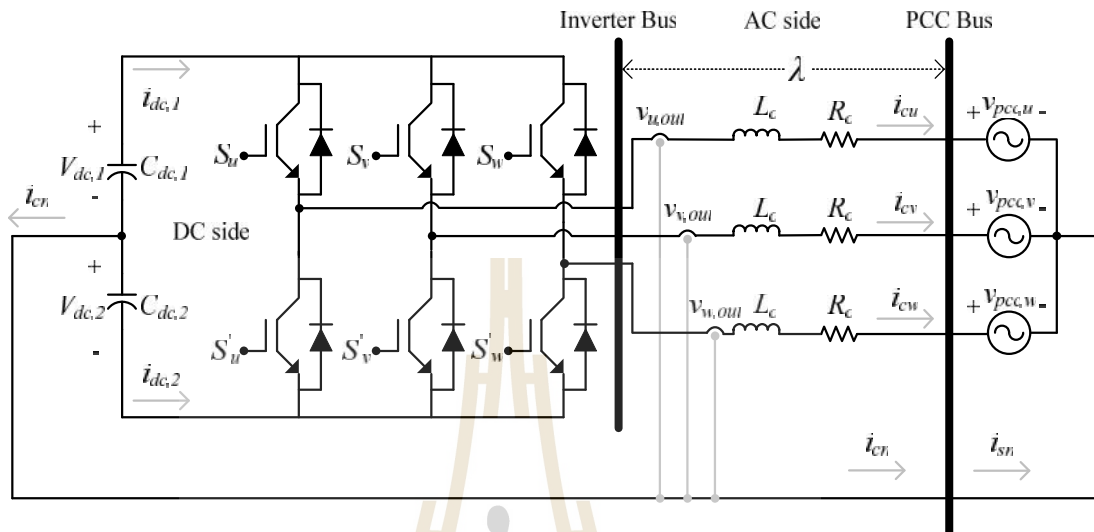 Inverter Bus
AC side
PCC Bus
λ
i_dc,1
v_u,out
L_c
R_c
i_cu
+ v_pcc,u -
+
S_u
S_v
S_w
V_dc,1
C_dc,1
-
i_cn
DC side
v_v,out
L_c
R_c
i_cv
+ v_pcc,v -
+
V_dc,2
C_dc,2
-
v_w,out
L_c
R_c
i_cw
+ v_pcc,w -
S'_u
S'_v
S'_w
i_dc,2
i_cn
i_sn